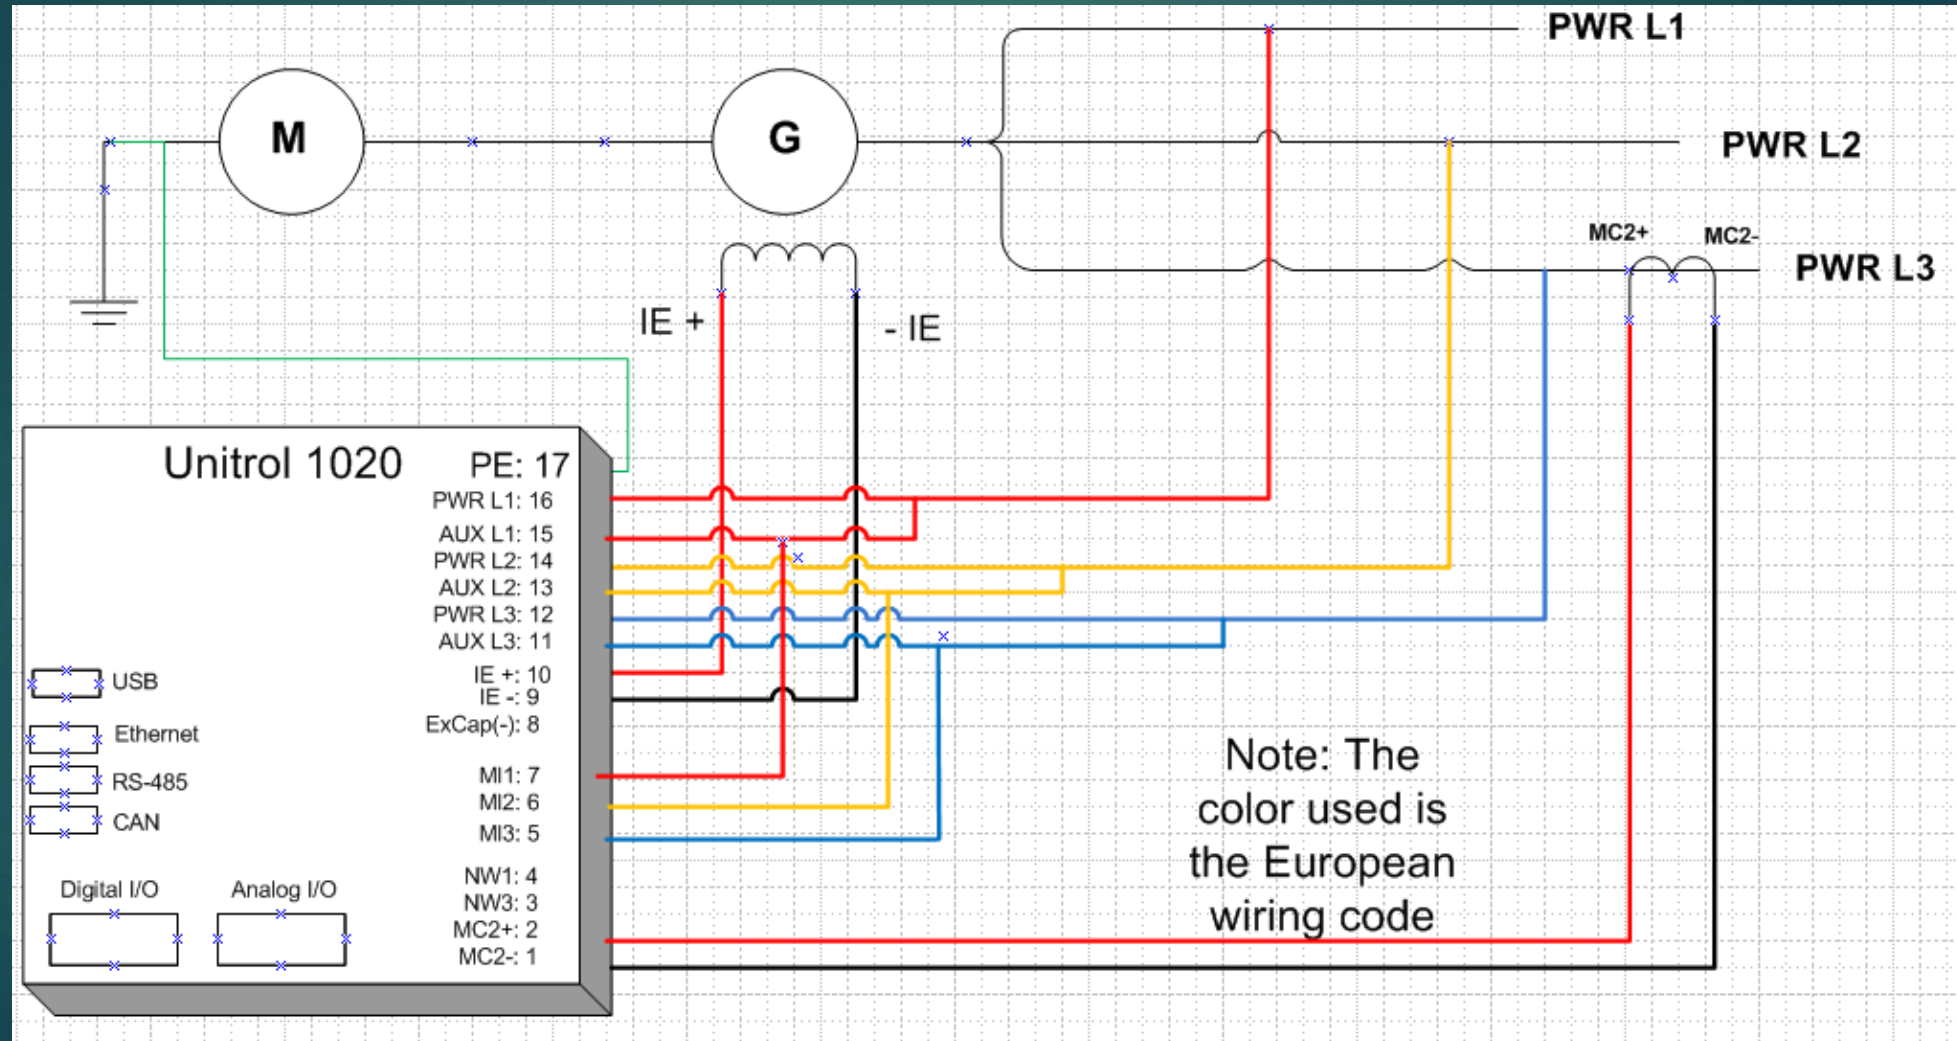 PWR L1
M
G
PWR L2
MC2+
MC2-
PWR L3
IE +
- IE
Unitrol 1020
PE: 17
PWR L1: 16
AUX L1: 15
PWR L2: 14
AUX L2: 13
PWR L3: 12
AUX L3: 11
IE +: 10
IE -: 9
ExCap(-): 8
MI1: 7
MI2: 6
MI3: 5
NW1: 4
NW3: 3
MC2+: 2
MC2-: 1
USB
Ethernet
RS-485
CAN
Digital I/O
Analog I/O
Note: The
color used is
the European
wiring code